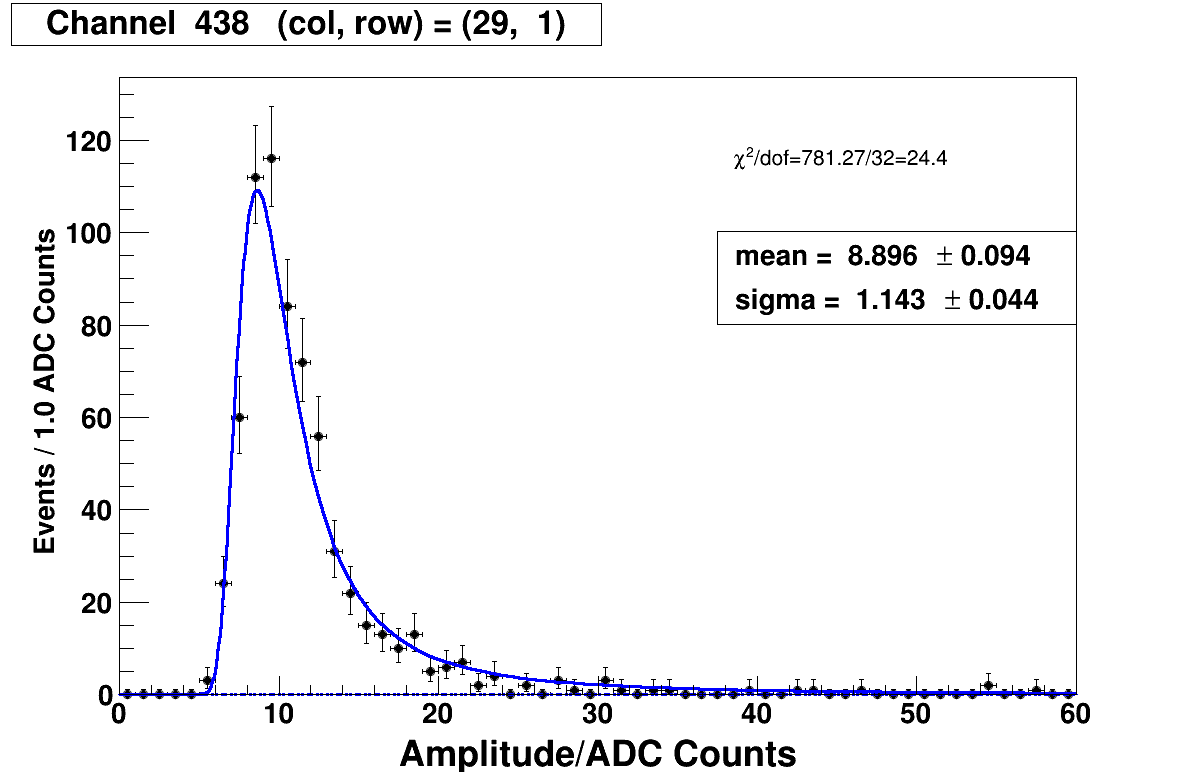 Channel 438 (col, row) = (29, 1)
χ²/dof=781.27/32=24.4
mean = 8.896 ± 0.094
sigma = 1.143 ± 0.044
Events / 1.0 ADC Counts
120
100
80
60
40
20
0
0 10 20 30 40 50 60
Amplitude/ADC Counts